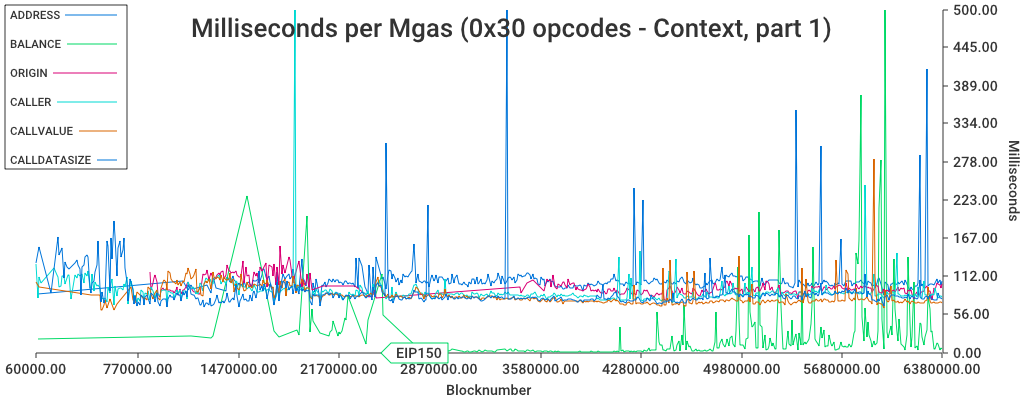 Milliseconds per Mgas (0x30 opcodes - Context, part 1)
ADDRESS
BALANCE
ORIGIN
CALLER
CALLVALUE
CALLDATASIZE
500.00
445.00
389.00
334.00
278.00
223.00
167.00
112.00
56.00
0.00
Milliseconds
EIP150
60000.00 770000.00 1470000.00 2170000.00 2870000.00 3580000.00 4280000.00 4980000.00 5680000.00 6380000.00
Blocknumber